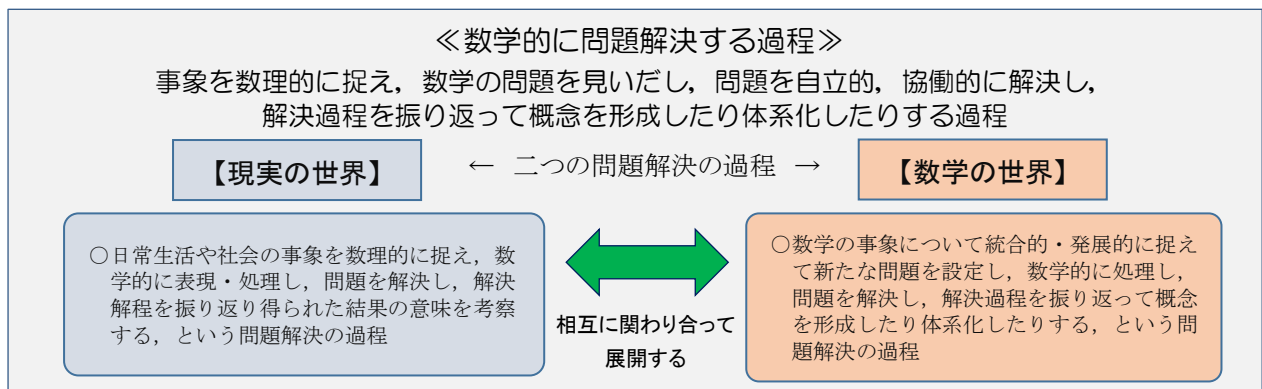 ≪数学的に問題解決する過程≫
事象を数理的に捉え，数学の問題を見いだし，問題を自立的，協働的に解決し，
解決過程を振り返って概念を形成したり体系化したりする過程
【現実の世界】
← 二つの問題解決の過程 →
【数学の世界】
○日常生活や社会の事象を数理的に捉え，数
学的に表現・処理し，問題を解決し，解決
解程を振り返り得られた結果の意味を考察
する，という問題解決の過程
相互に関わり合って
展開する
○数学の事象について統合的・発展的に捉え
て新たな問題を設定し，数学的に処理し，
問題を解決し，解決過程を振り返って概念
を形成したり体系化したりする，という問
題解決の過程